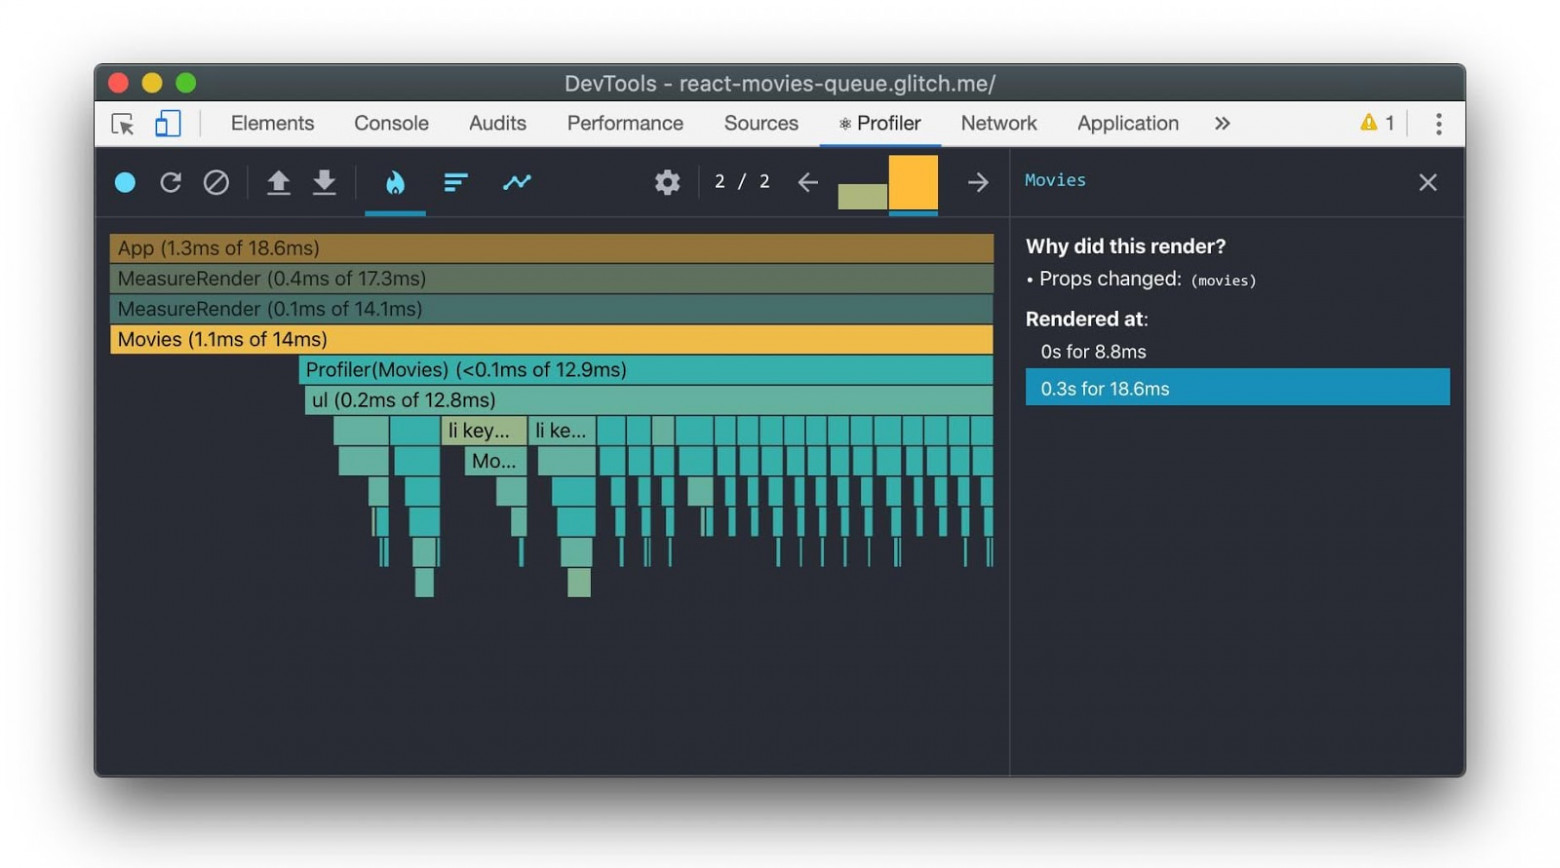 DevTools - react-movies-queue.glitch.me/
Elements Console Audits Performance Sources ⚛ Profiler Network Application » 1
2 / 2
Movies
App (1.3ms of 18.6ms)
MeasureRender (0.4ms of 17.3ms)
MeasureRender (0.1ms of 14.1ms)
Movies (1.1ms of 14ms)
Profiler(Movies) (<0.1ms of 12.9ms)
ul (0.2ms of 12.8ms)
li key... li ke...
Mo...
Why did this render?
• Props changed: (movies)
Rendered at:
0s for 8.8ms
0.3s for 18.6ms